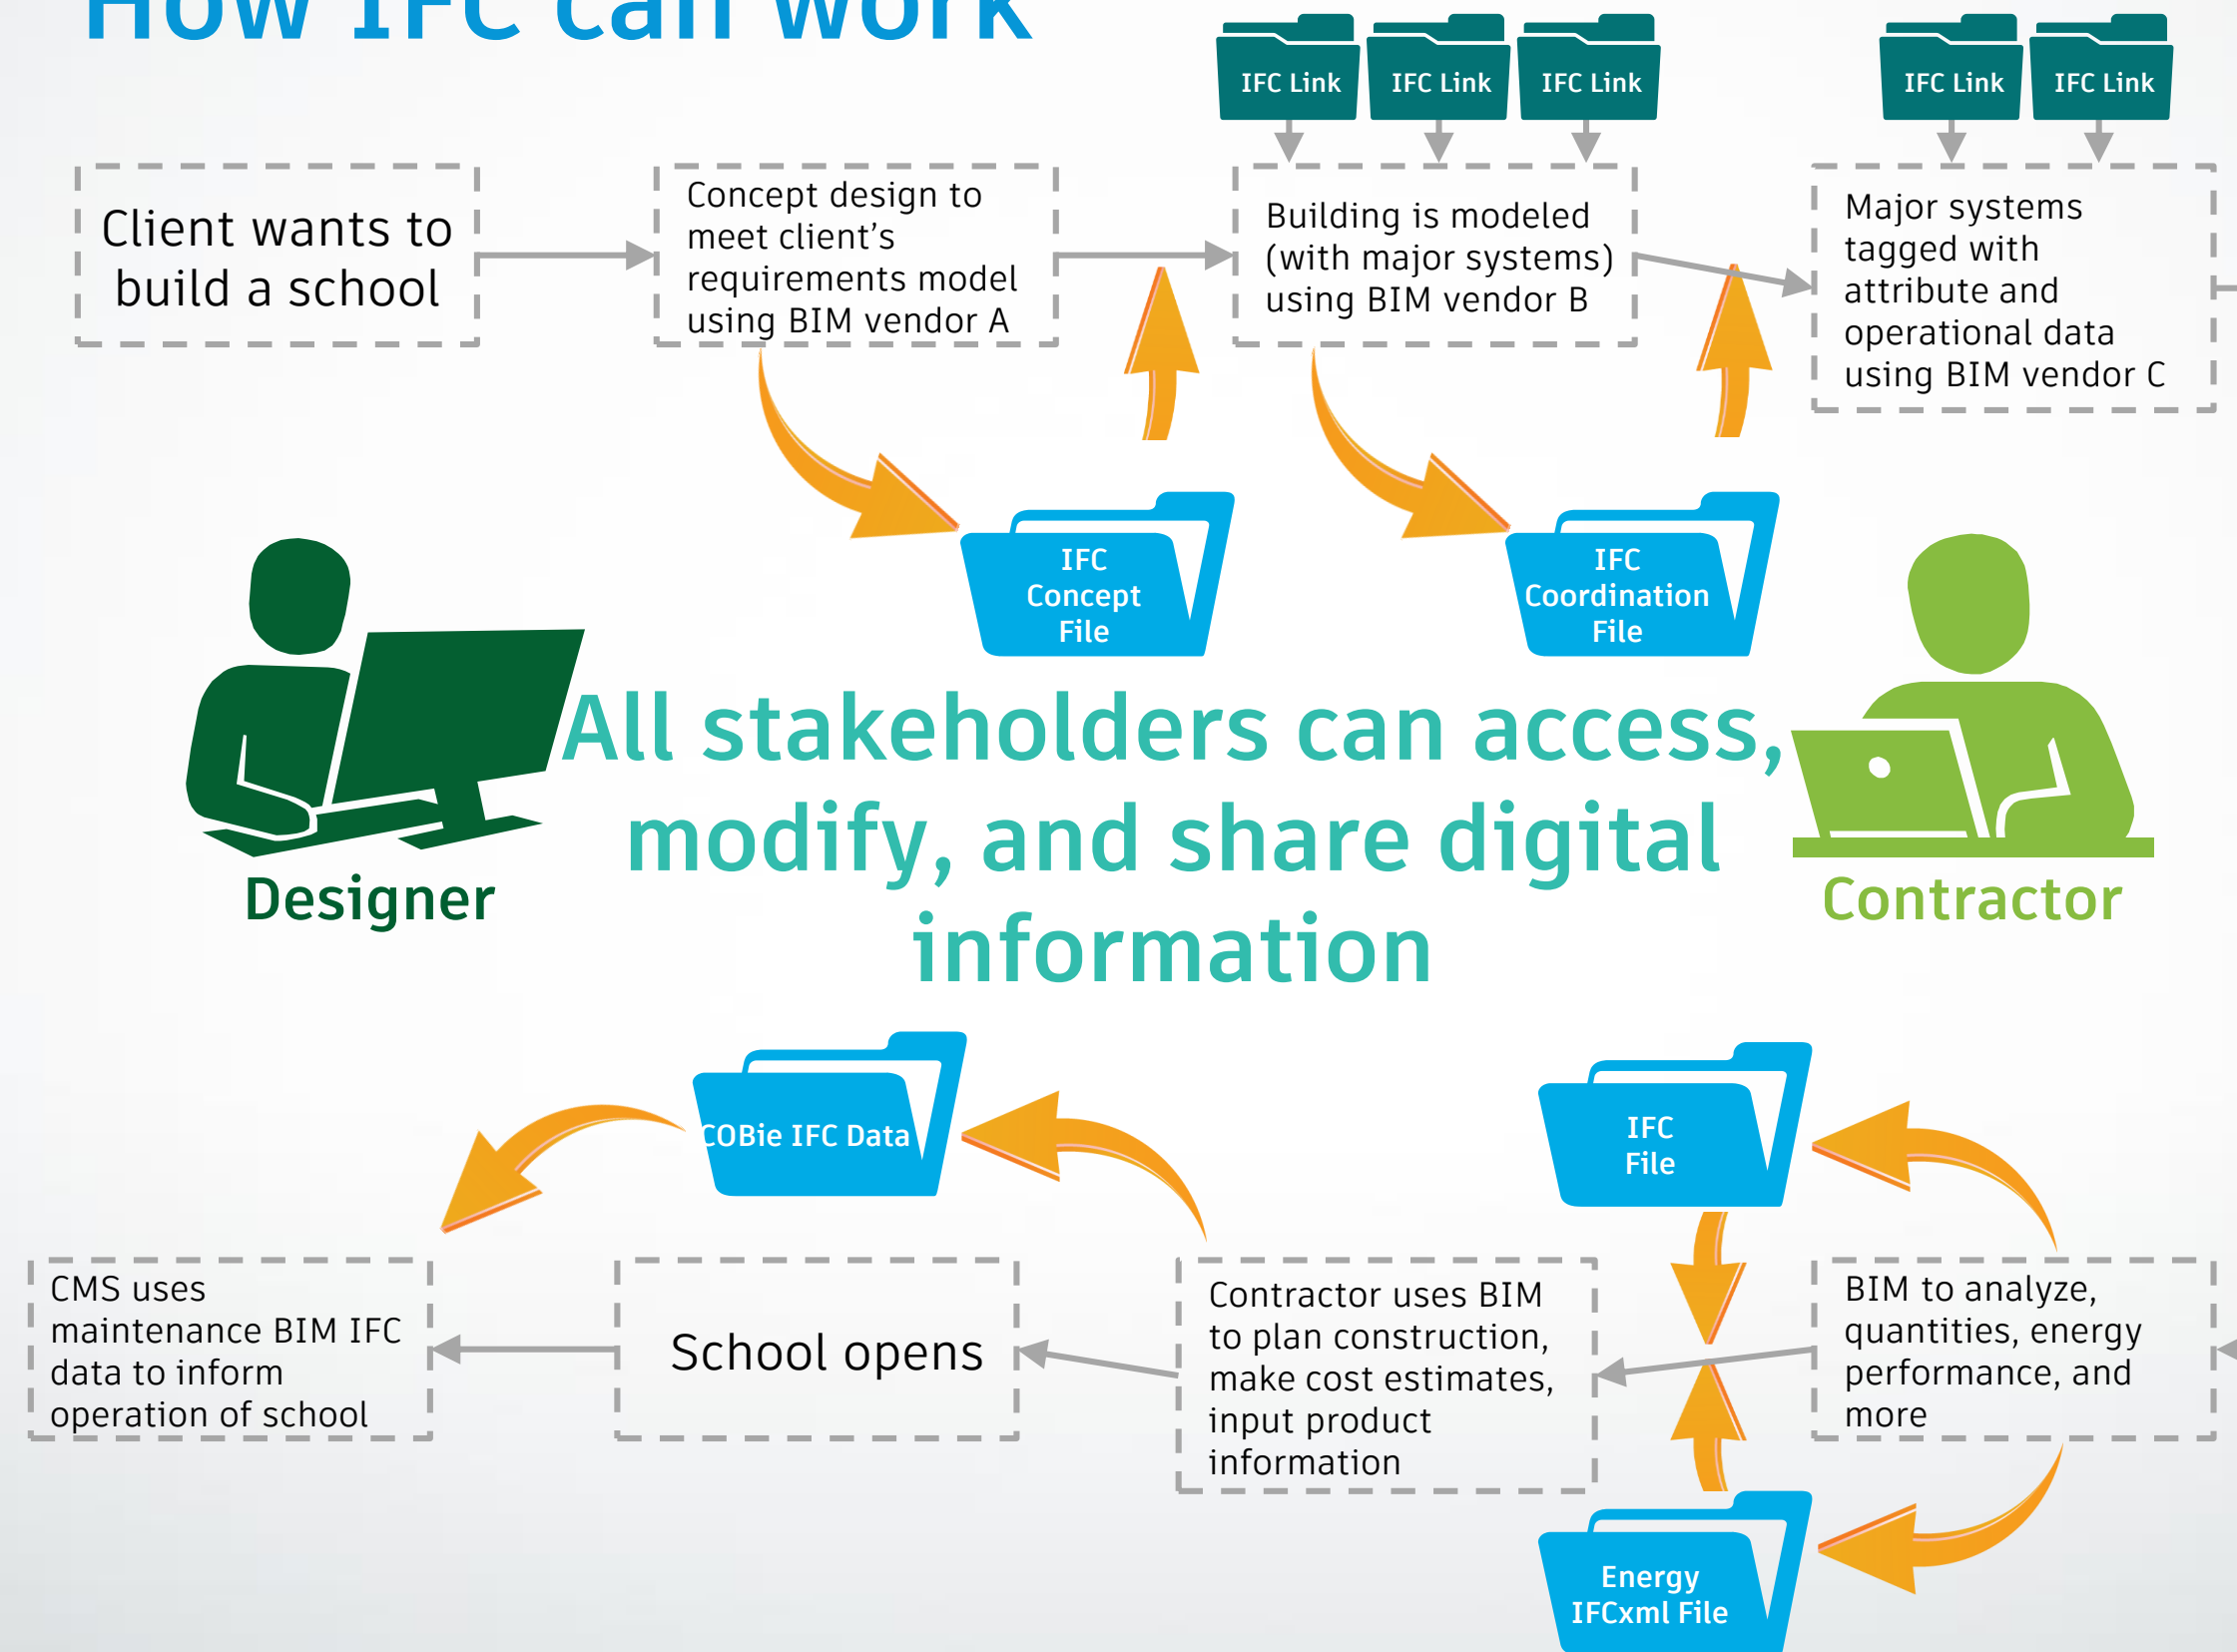 How IFC can work
IFC Link
IFC Link
IFC Link
IFC Link
IFC Link
Client wants to
build a school
Concept design to
meet client's
requirements model
using BIM vendor A
Building is modeled
(with major systems)
using BIM vendor B
Major systems
tagged with
attribute and
operational data
using BIM vendor C
IFC
Concept
File
IFC
Coordination
File
Designer
All stakeholders can access,
modify, and share digital
information
Contractor
COBie IFC Data
IFC
File
CMS uses
maintenance BIM IFC
data to inform
operation of school
School opens
Contractor uses BIM
to plan construction,
make cost estimates,
input product
information
BIM to analyze,
quantities, energy
performance, and
more
Energy
IFCxml File